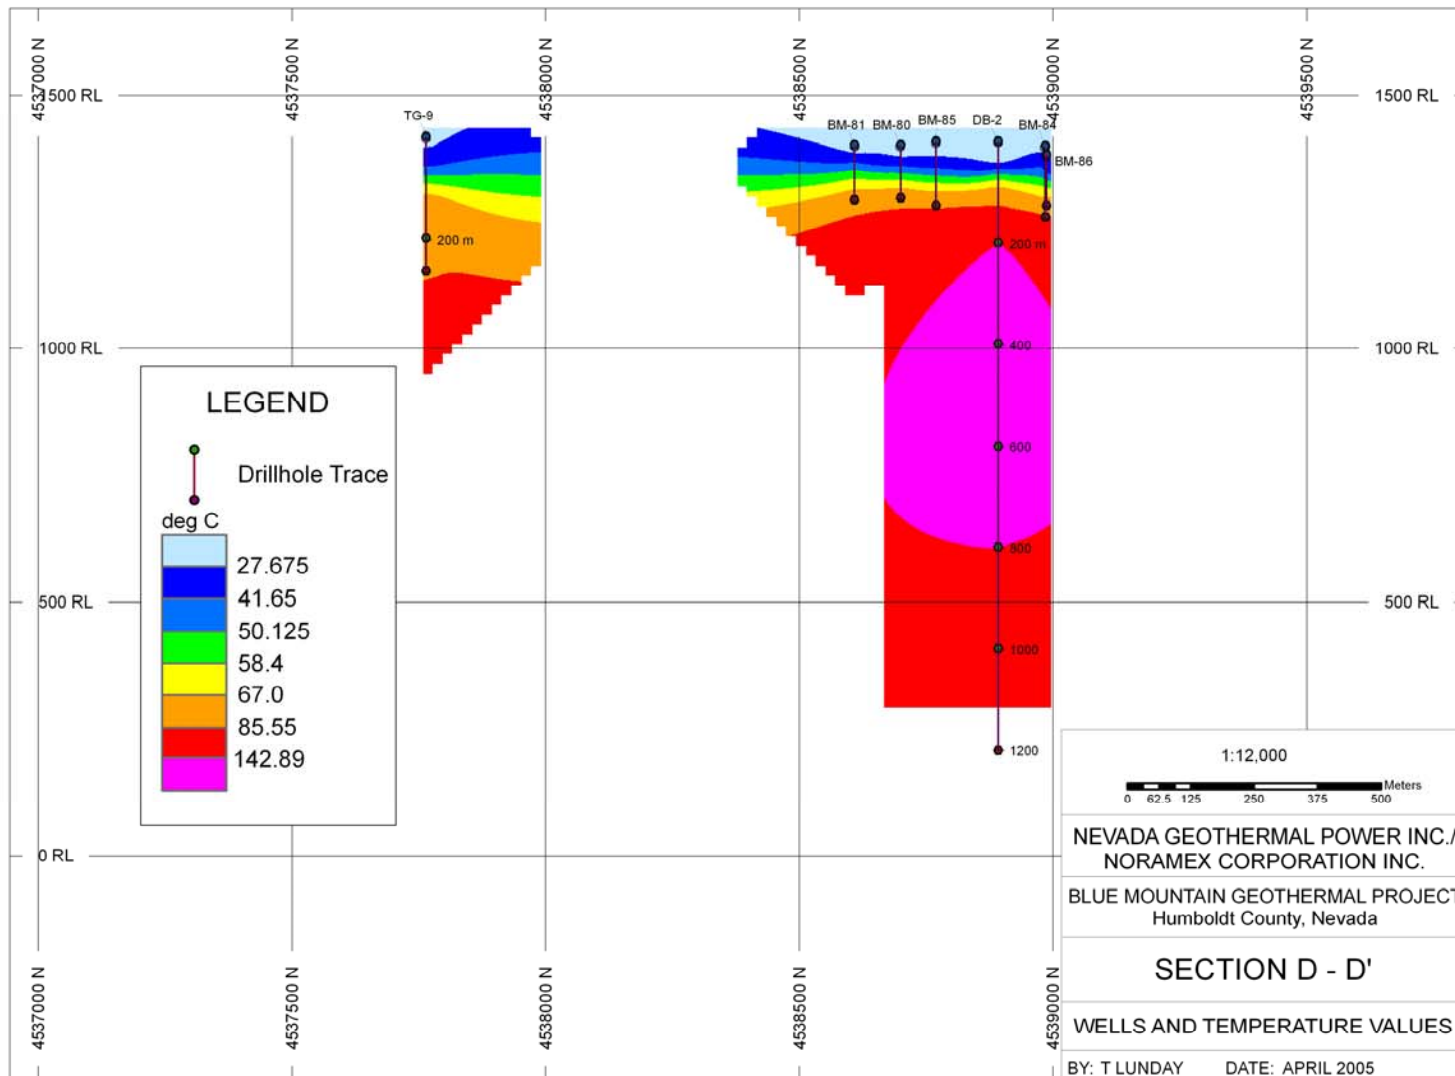 4537000 N
4537500 N
4538000 N
4538500 N
4539000 N
4539500 N
1500 RL
1500 RL
TG-9
BM-81
BM-80
BM-85
DB-2
BM-84
BM-86
200 m
200 m
1000 RL
400
1000 RL
LEGEND
Drillhole Trace
deg C
27.675
41.65
50.125
58.4
67.0
85.55
142.89
600
800
500 RL
500 RL
1000
1200
0 RL
1:12,000
Meters
0 62.5 125 250 375 500
NEVADA GEOTHERMAL POWER INC./
NORAMEX CORPORATION INC.
BLUE MOUNTAIN GEOTHERMAL PROJECT
Humboldt County, Nevada
SECTION D - D'
WELLS AND TEMPERATURE VALUES
BY: T LUNDAY DATE: APRIL 2005
4537000 N
4537500 N
4538000 N
4538500 N
4539000 N